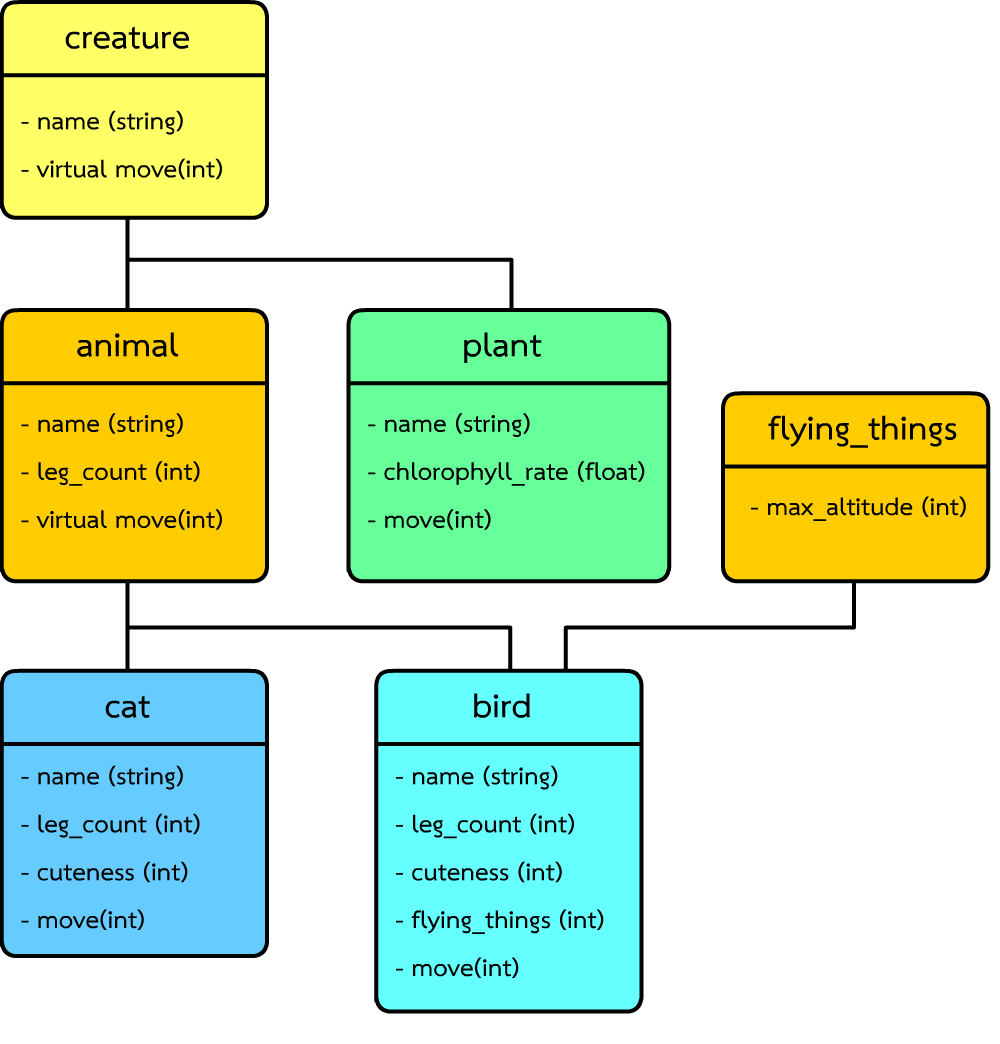 creature
- name (string)
- virtual move(int)
animal
- name (string)
- leg_count (int)
- virtual move(int)
plant
- name (string)
- chlorophyll_rate (float)
- move(int)
flying_things
- max_altitude (int)
cat
- name (string)
- leg_count (int)
- cuteness (int)
- move(int)
bird
- name (string)
- leg_count (int)
- cuteness (int)
- flying_things (int)
- move(int)